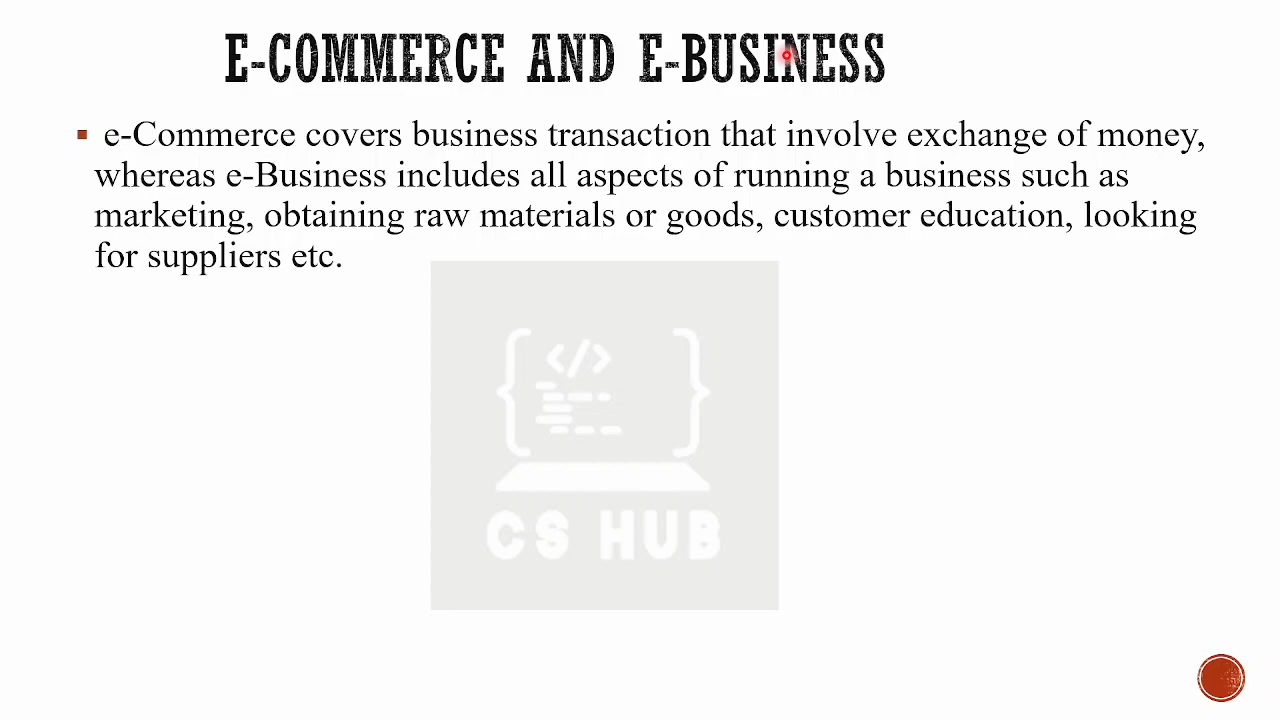 E-COMMERCE AND E-BUSINESS
e-Commerce covers business transaction that involve exchange of money,
whereas e-Business includes all aspects of running a business such as
marketing, obtaining raw materials or goods, customer education, looking
for suppliers etc.
</>
CS HUB